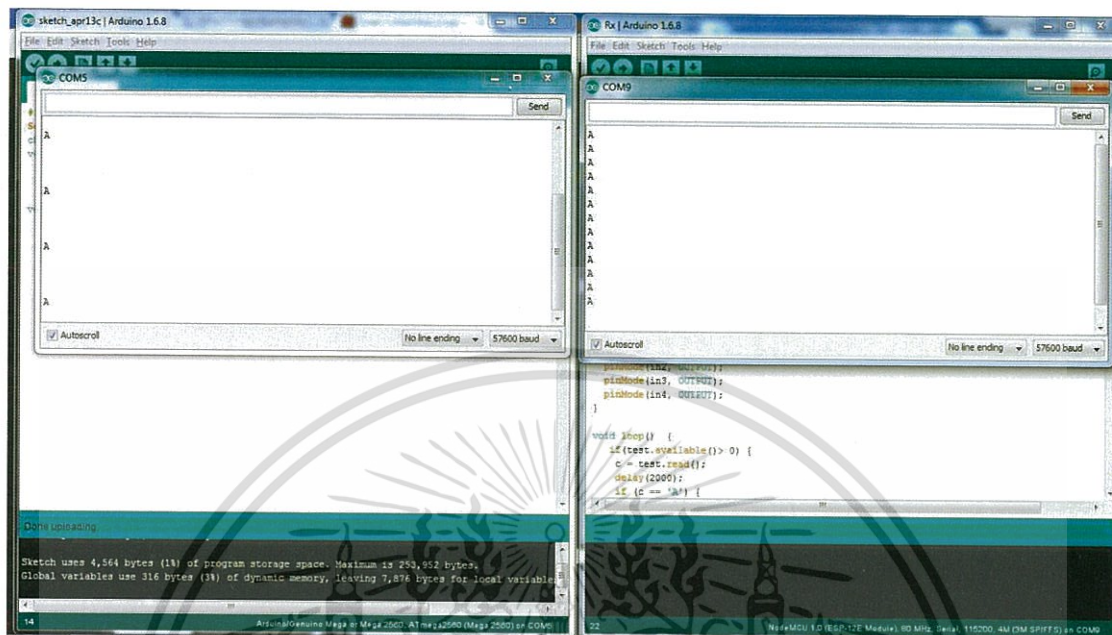 sketch_apr13c | Arduino 1.6.8
File Edit Sketch Tools Help
COM5
Send
A
A
A
A
Autoscroll
No line ending
57600 baud
Done uploading.
Sketch uses 4,564 bytes (1%) of program storage space. Maximum is 253,952 bytes.
Global variables use 316 bytes (3%) of dynamic memory, leaving 7,876 bytes for local variable
14
Arduino/Genuino Mega or Mega 2560, ATmega2560 (Mega 2560) on COM5
Rx | Arduino 1.6.8
File Edit Sketch Tools Help
COM9
Send
A
A
A
A
A
A
A
A
A
A
A
A
A
Autoscroll
No line ending
57600 baud
pinMode(in2, OUTPUT);
pinMode(in3, OUTPUT);
pinMode(in4, OUTPUT);
}
void loop() {
if(test.available()> 0) {
c = test.read();
delay(2000);
if (c == 'A') {
22
NodeMCU 1.0 (ESP-12E Module), 80 MHz, Serial, 115200, 4M (3M SPIFFS) on COM9